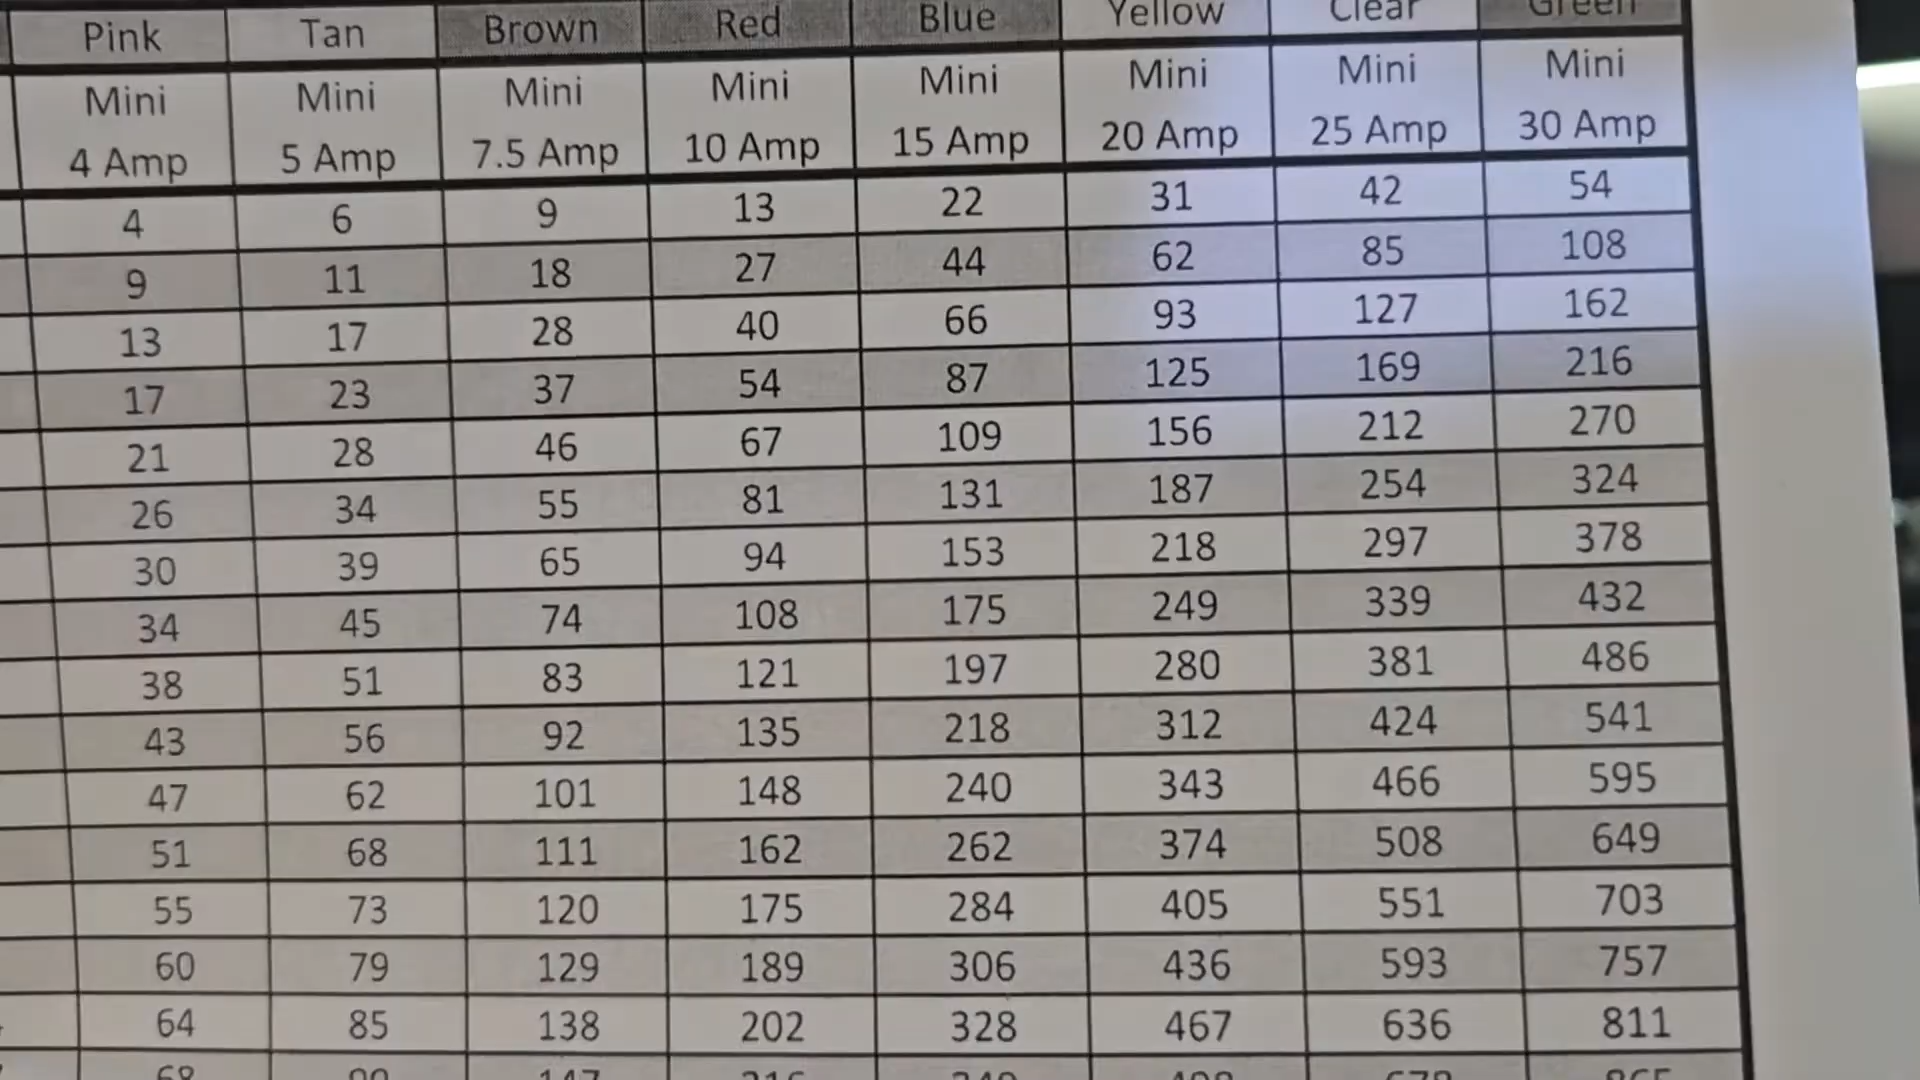 Pink Tan Brown Red Blue Yellow Clear Green
Mini Mini Mini Mini Mini Mini Mini Mini
4 Amp 5 Amp 7.5 Amp 10 Amp 15 Amp 20 Amp 25 Amp 30 Amp
4 6 9 13 22 31 42 54
9 11 18 27 44 62 85 108
13 17 28 40 66 93 127 162
17 23 37 54 87 125 169 216
21 28 46 67 109 156 212 270
26 34 55 81 131 187 254 324
30 39 65 94 153 218 297 378
34 45 74 108 175 249 339 432
38 51 83 121 197 280 381 486
43 56 92 135 218 312 424 541
47 62 101 148 240 343 466 595
51 68 111 162 262 374 508 649
55 73 120 175 284 405 551 703
60 79 129 189 306 436 593 757
64 85 138 202 328 467 636 811